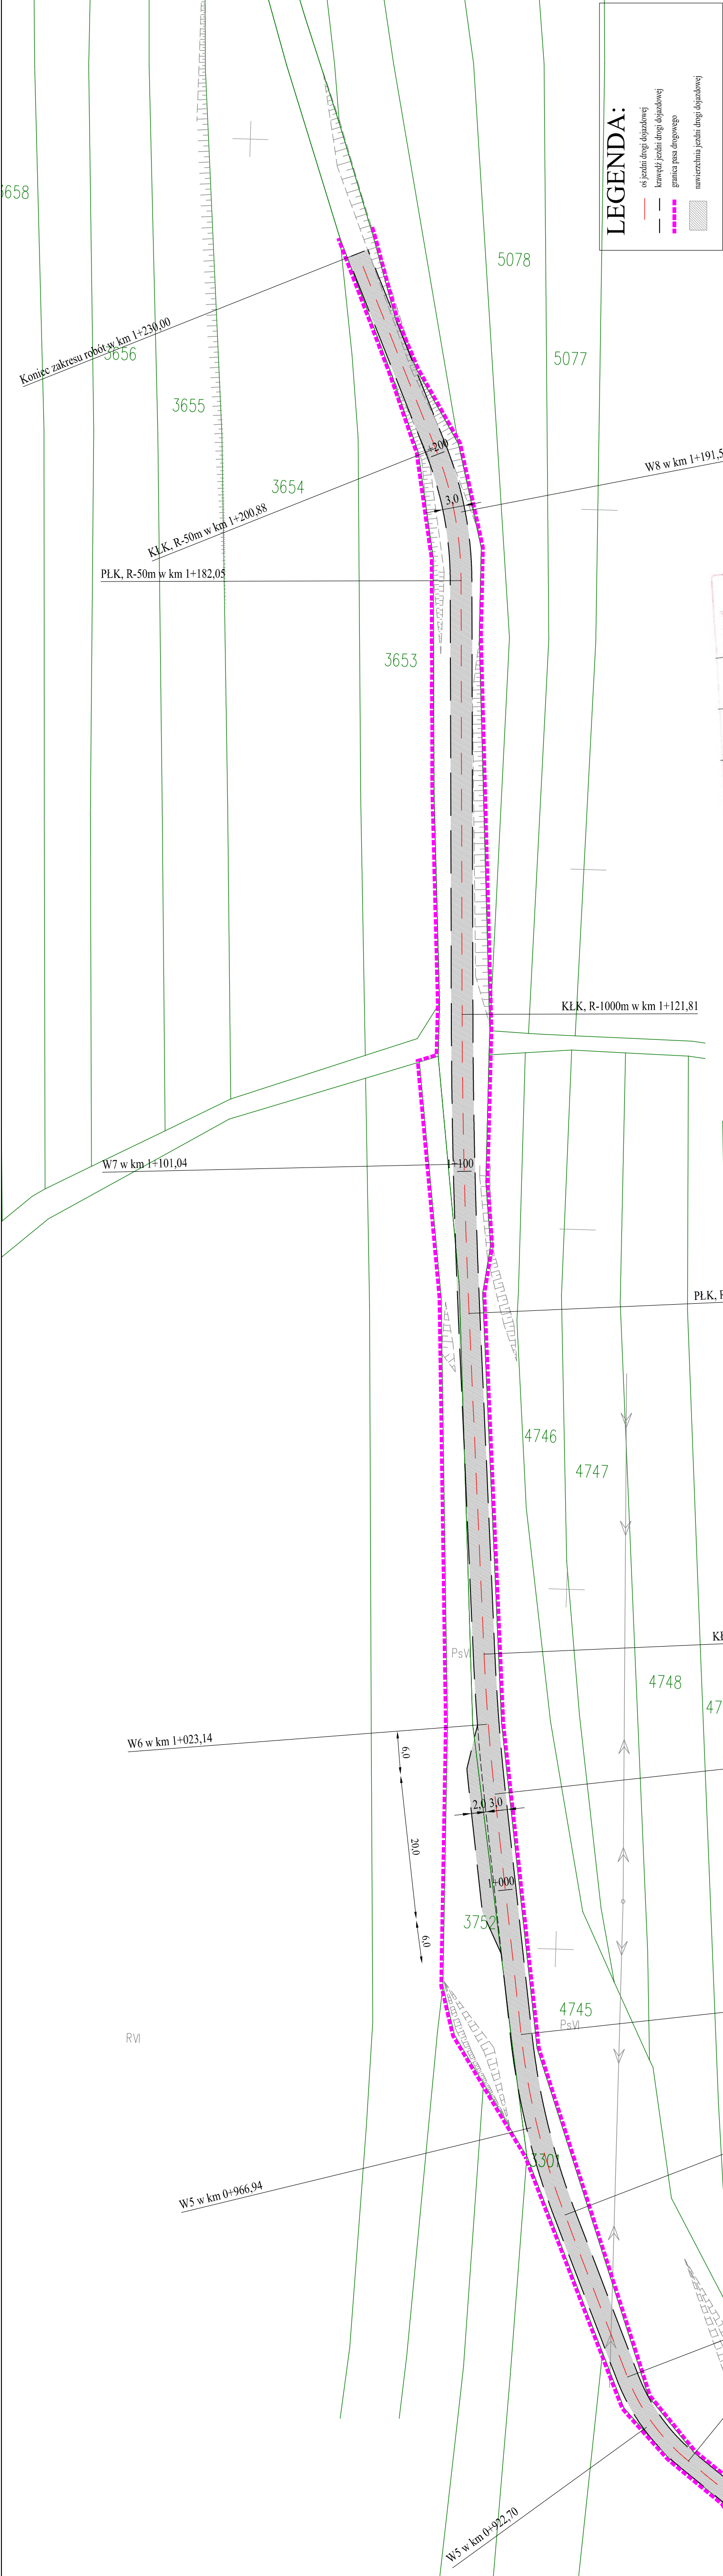 LEGENDA:
oś jezdni drogi dojazdowej
krawędź jezdni drogi dojazdowej
granica pasa drogowego
nawierzchnia jezdni drogi dojazdowej
3658
5078
Koniec zakresu robót w km 1+230,00
3656
5077
3655
1+200
W8 w km 1+191,5
3654
3,0
KŁK, R-50m w km 1+200,88
PŁK, R-50m w km 1+182,05
3653
KŁK, R-1000m w km 1+121,81
W7 w km 1+101,04
1+100
PŁK, R
4746
4747
KŁ
PsVI
4748
47
W6 w km 1+023,14
6,0
2,0
3,0
20,0
1+000
3752
6,0
4745
PsVI
RVI
3301
W5 w km 0+966,94
W5 w km 0+922,70